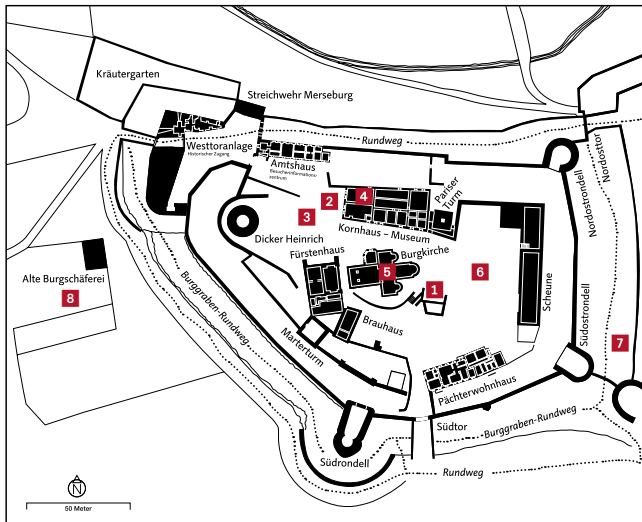 Kräutergarten
Streichwehr Merseburg
Westtoranlage
Historischer Zugang
Rundweg
Amtshaus
Besucherinformations-
zentrum
Nordosttor
Nordostrondell
Pariser
Turm
4
2
3
Kornhaus – Museum
Dicker Heinrich
Burgkirche
Fürstenhaus
5
6
1
Scheune
Alte Burgschäferei
8
Burggraben-Rundweg
Brauhaus
Marterturm
Südostrondell
7
Pächterwohnhaus
Südtor
Burggraben-Rundweg
Südrondell
Rundweg
N
50 Meter